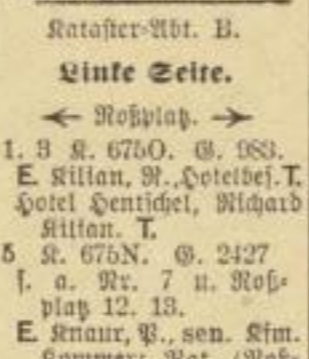 Kataster-Abt. B.
Linke Seite.
← Roßplatz. →
1. 3 K. 675O. G. 983.
E. Kilian, R., Hotelbes. T.
Hotel Hentschel, Richard
Kilian. T.
5 K. 675N. G. 2427
s. a. Nr. 7 u. Roß-
platz 12. 13.
E. Knaur, P., sen. Kfm.